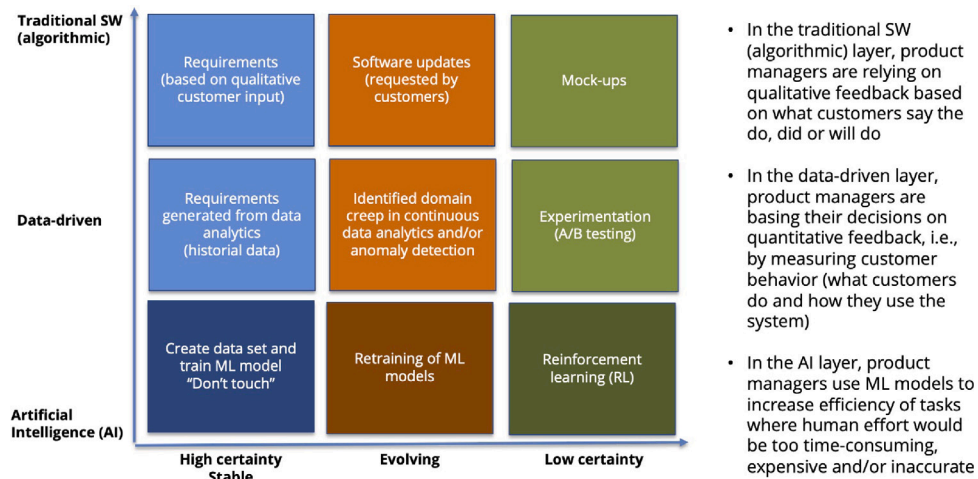 Traditional SW
(algorithmic)
Requirements
(based on qualitative
customer input)
Software updates
(requested by
customers)
Mock-ups
Data-driven
Requirements
generated from data
analytics
(historial data)
Identified domain
creep in continuous
data analytics and/or
anomaly detection
Experimentation
(A/B testing)
Artificial
Intelligence (AI)
Create data set and
train ML model
“Don’t touch”
Retraining of ML
models
Reinforcement
learning (RL)
High certainty
Stable
Evolving
Low certainty
• In the traditional SW
(algorithmic) layer, product
managers are relying on
qualitative feedback based
on what customers say the
do, did or will do
• In the data-driven layer,
product managers are
basing their decisions on
quantitative feedback, i.e.,
by measuring customer
behavior (what customers
do and how they use the
system)
• In the AI layer, product
managers use ML models to
increase efficiency of tasks
where human effort would
be too time-consuming,
expensive and/or inaccurate